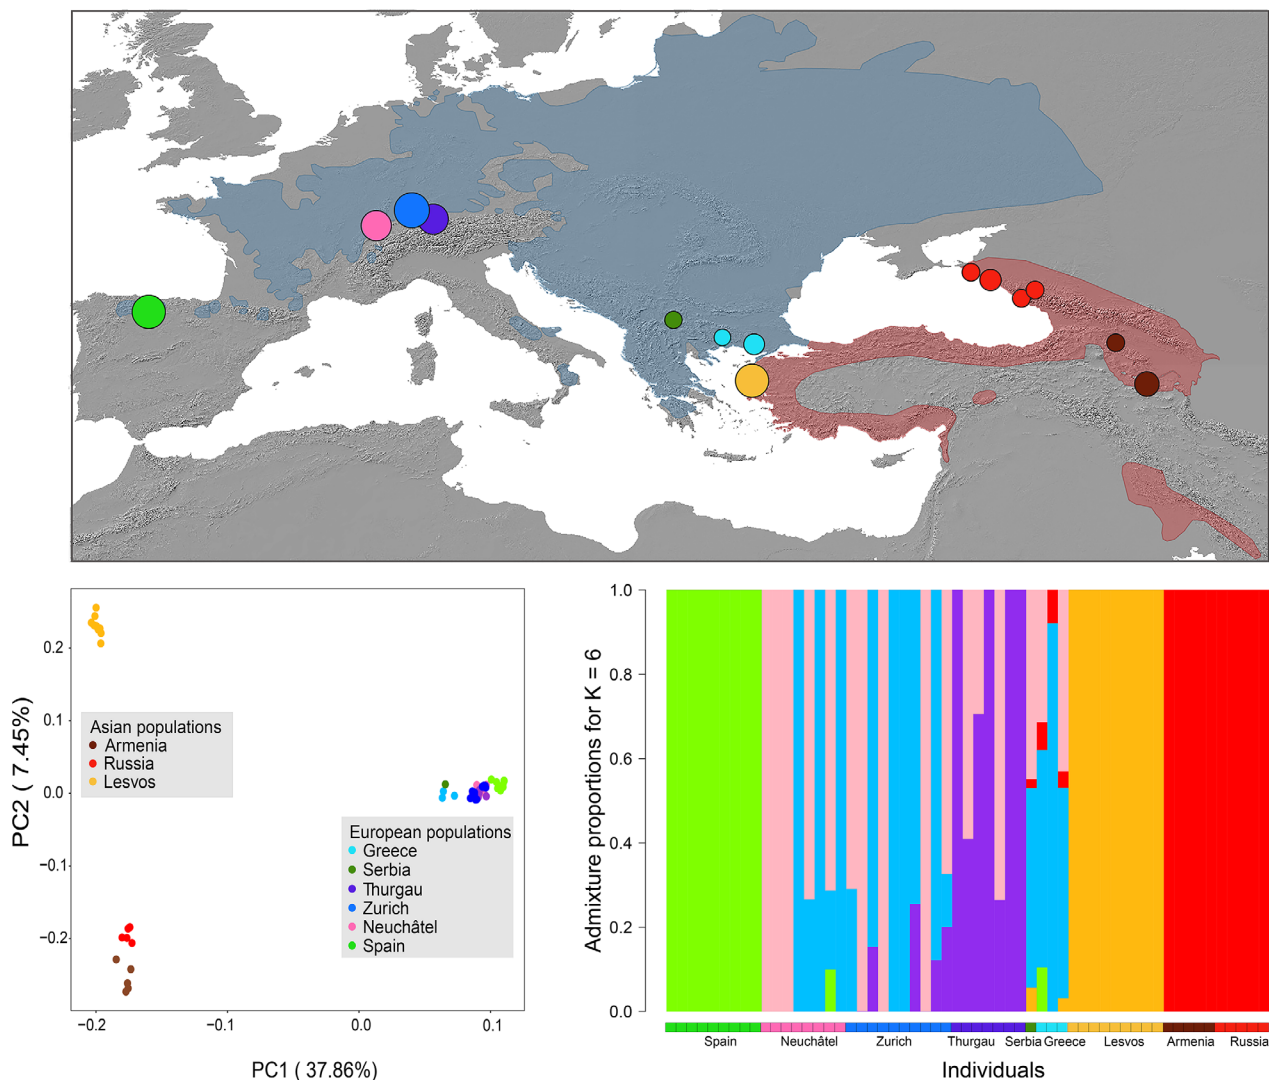 0.2
0.1
0.0
−0.1
−0.2
PC2 ( 7.45%)
Asian populations
Armenia
Russia
Lesvos
European populations
Greece
Serbia
Thurgau
Zurich
Neuchâtel
Spain
−0.2
−0.1
0.0
0.1
PC1 ( 37.86%)
1.0
0.8
0.6
0.4
0.2
0.0
Admixture proportions for K = 6
Spain Neuchâtel Zurich Thurgau Serbia Greece Lesvos Armenia Russia
Individuals